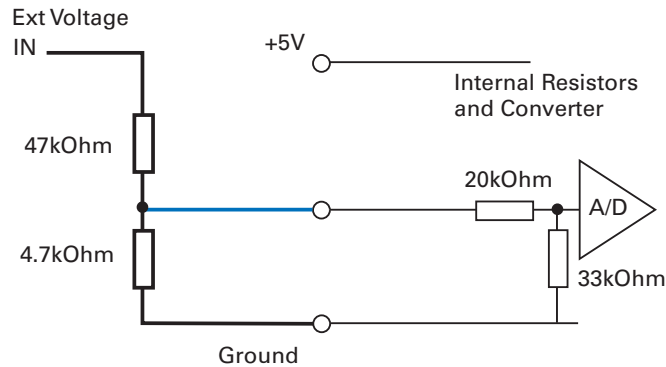 Ext Voltage
IN
+5V
Internal Resistors
and Converter
47kOhm
20kOhm
A/D
4.7kOhm
33kOhm
Ground